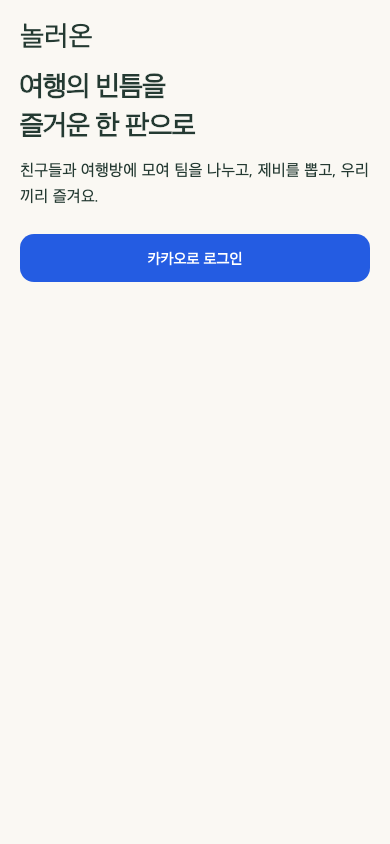 놀러온
여행의 빈틈을
즐거운 한 판으로
친구들과 여행방에 모여 팀을 나누고, 제비를 뽑고, 우리
끼리 즐겨요.
카카오로 로그인